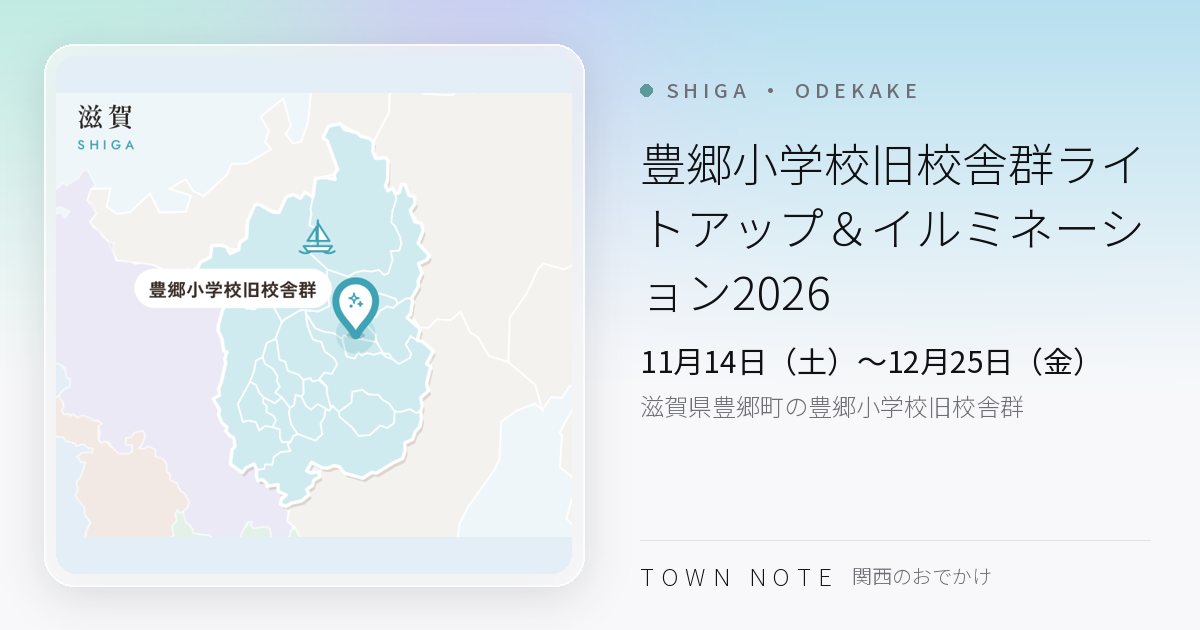 滋賀
SHIGA
豊郷小学校旧校舎群
SHIGA・ODEKAKE
豊郷小学校旧校舎群ライ
トアップ＆イルミネーシ
ョン2026
11月14日（土）〜12月25日（金）
滋賀県豊郷町の豊郷小学校旧校舎群
TOWN NOTE 関西のおでかけ